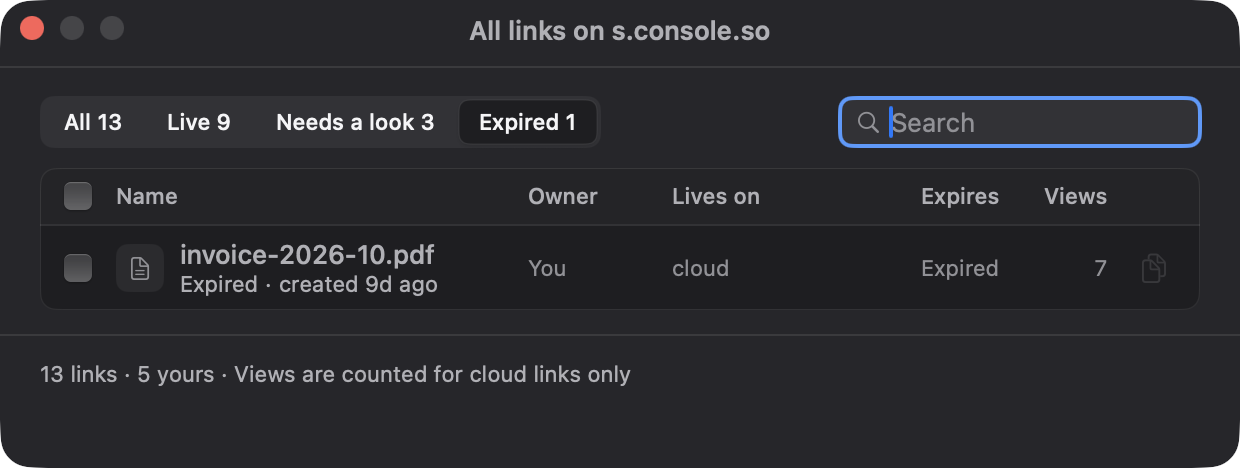 All links on s.console.so
All 13 Live 9 Needs a look 3 Expired 1 Search
Name Owner Lives on Expires Views
invoice-2026-10.pdf
Expired · created 9d ago
You cloud Expired 7
13 links · 5 yours · Views are counted for cloud links only